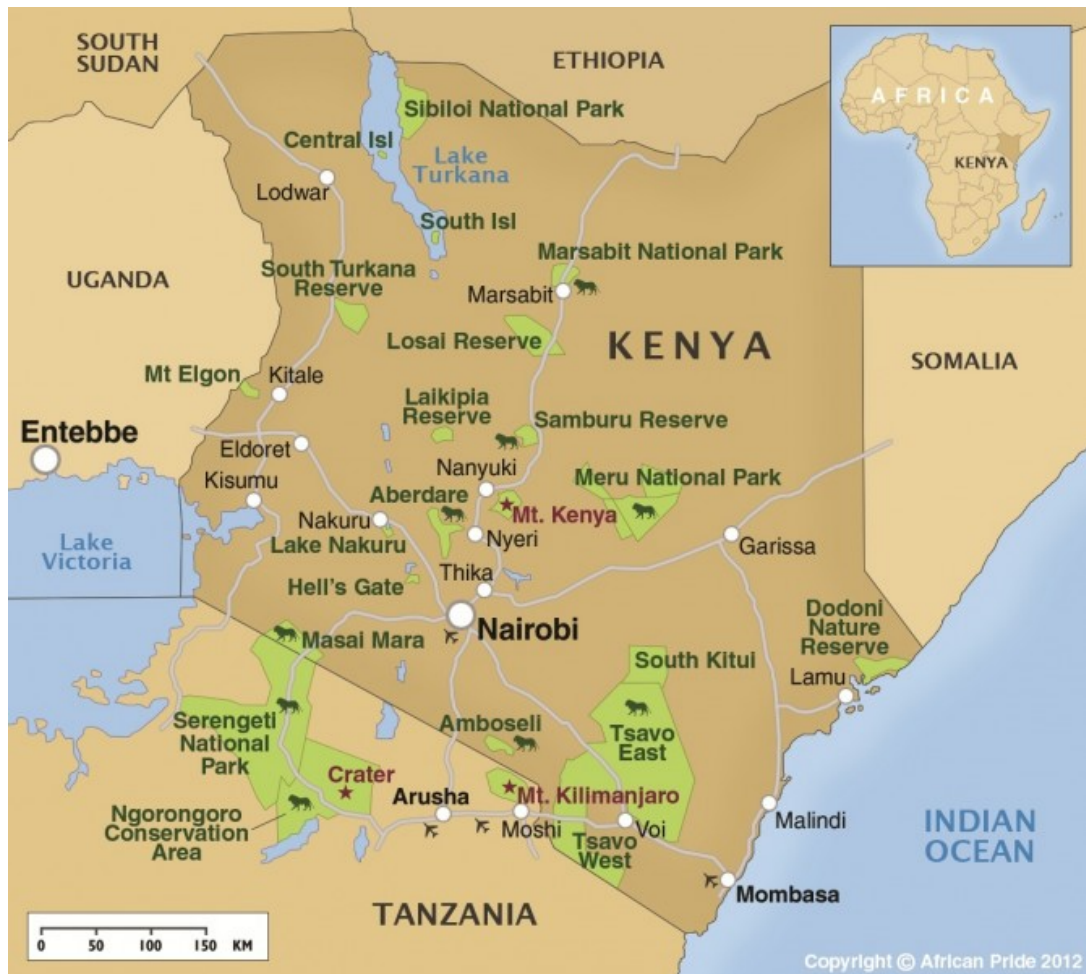 SOUTH
SUDAN
ETHIOPIA
AFRICA
KENYA
Sibiloi National Park
Central Isl
Lake
Turkana
Lodwar
South Isl
Marsabit National Park
UGANDA
South Turkana
Reserve
Marsabit
Losai Reserve
KENYA
SOMALIA
Mt Elgon
Kitale
Laikipia
Reserve
Samburu Reserve
Entebbe
Eldoret
Nanyuki
Meru National Park
Kisumu
Aberdare
Mt. Kenya
Nakuru
Nyeri
Lake Nakuru
Garissa
Lake
Victoria
Thika
Hell's Gate
Nairobi
Dodoni
Nature
Reserve
Masai Mara
South Kitui
Lamu
Serengeti
National
Park
Amboseli
Tsavo
East
Crater
Arusha
Mt. Kilimanjaro
Ngorongoro
Conservation
Area
Moshi
Voi
Malindi
INDIAN
OCEAN
Tsavo
West
Mombasa
TANZANIA
0 50 100 150 KM
Copyright © African Pride 2012